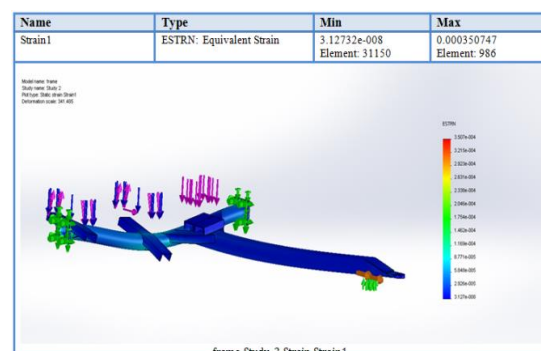 Name Type Min Max
Strain1 ESTRN: Equivalent Strain 3.12732e-008 0.000350747
Element: 31150 Element: 986
Model name: frame
Study name: Study 2
Plot type: Static strain Strain1
Deformation scale:
ESTRN
3.507e-004
3.215e-004
2.923e-004
2.631e-004
2.339e-004
2.046e-004
1.754e-004
1.462e-004
1.169e-004
8.771e-005
5.848e-005
3.127e-008
frame-Study 2-Strain-Strain1